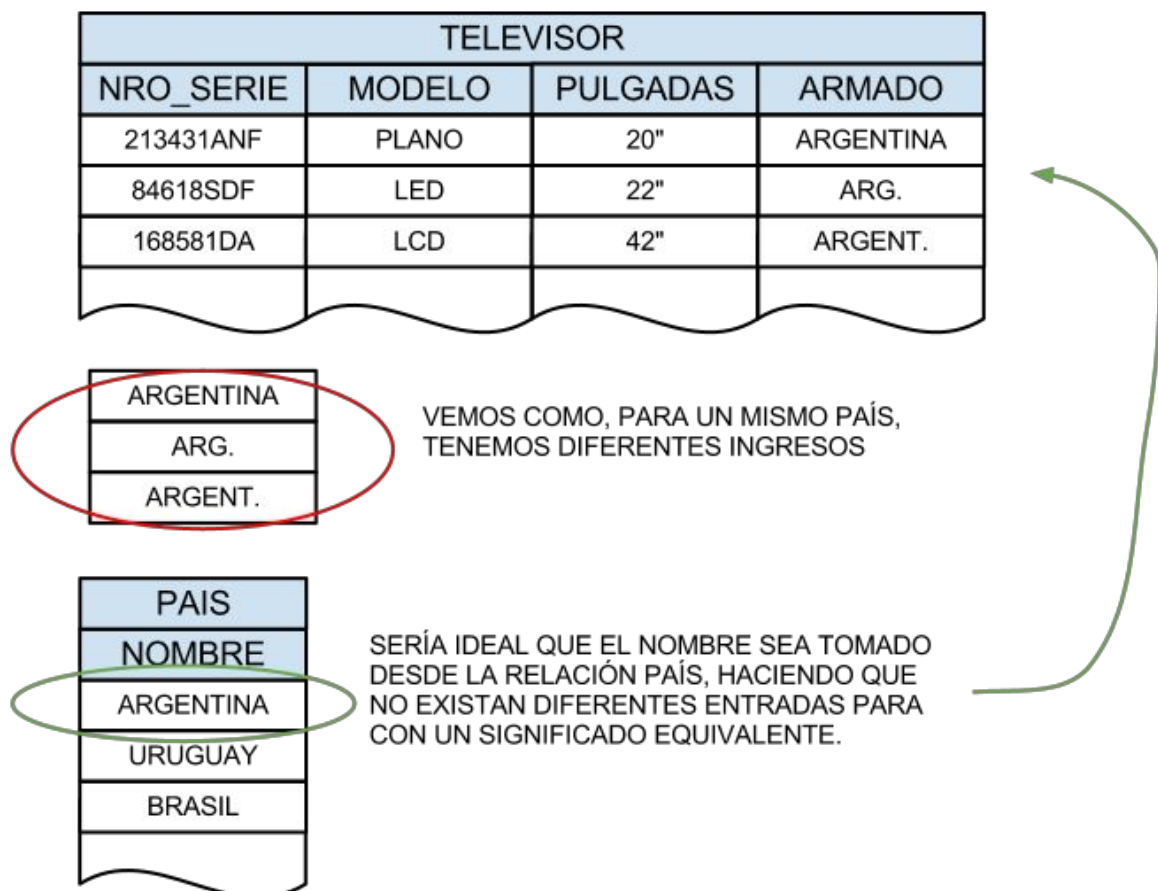 TELEVISOR
NRO_SERIE MODELO PULGADAS ARMADO
213431ANF PLANO 20" ARGENTINA
84618SDF LED 22" ARG.
168581DA LCD 42" ARGENT.
ARGENTINA
ARG.
ARGENT.
VEMOS COMO, PARA UN MISMO PAÍS,
TENEMOS DIFERENTES INGRESOS
PAIS
NOMBRE
ARGENTINA
URUGUAY
BRASIL
SERÍA IDEAL QUE EL NOMBRE SEA TOMADO
DESDE LA RELACIÓN PAÍS, HACIENDO QUE
NO EXISTAN DIFERENTES ENTRADAS PARA
CON UN SIGNIFICADO EQUIVALENTE.